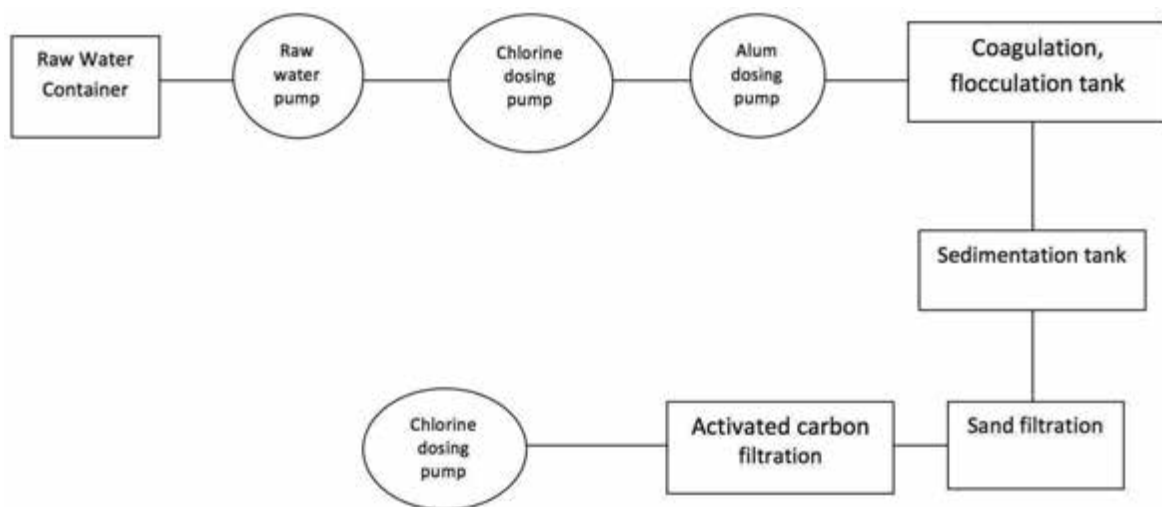 Raw Water
Container
Raw
water
pump
Chlorine
dosing
pump
Alum
dosing
pump
Coagulation,
flocculation tank
Sedimentation tank
Sand filtration
Activated carbon
filtration
Chlorine
dosing
pump